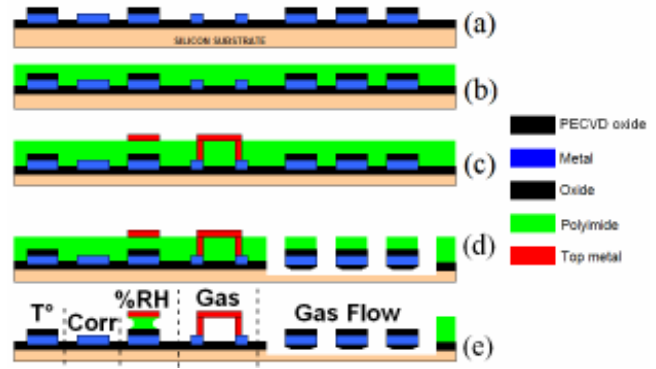 SILICON SUBSTRATE
(a)
(b)
(c)
(d)
(e)
PECVD oxide
Metal
Oxide
Polyimide
Top metal
T° Corr %RH Gas Gas Flow